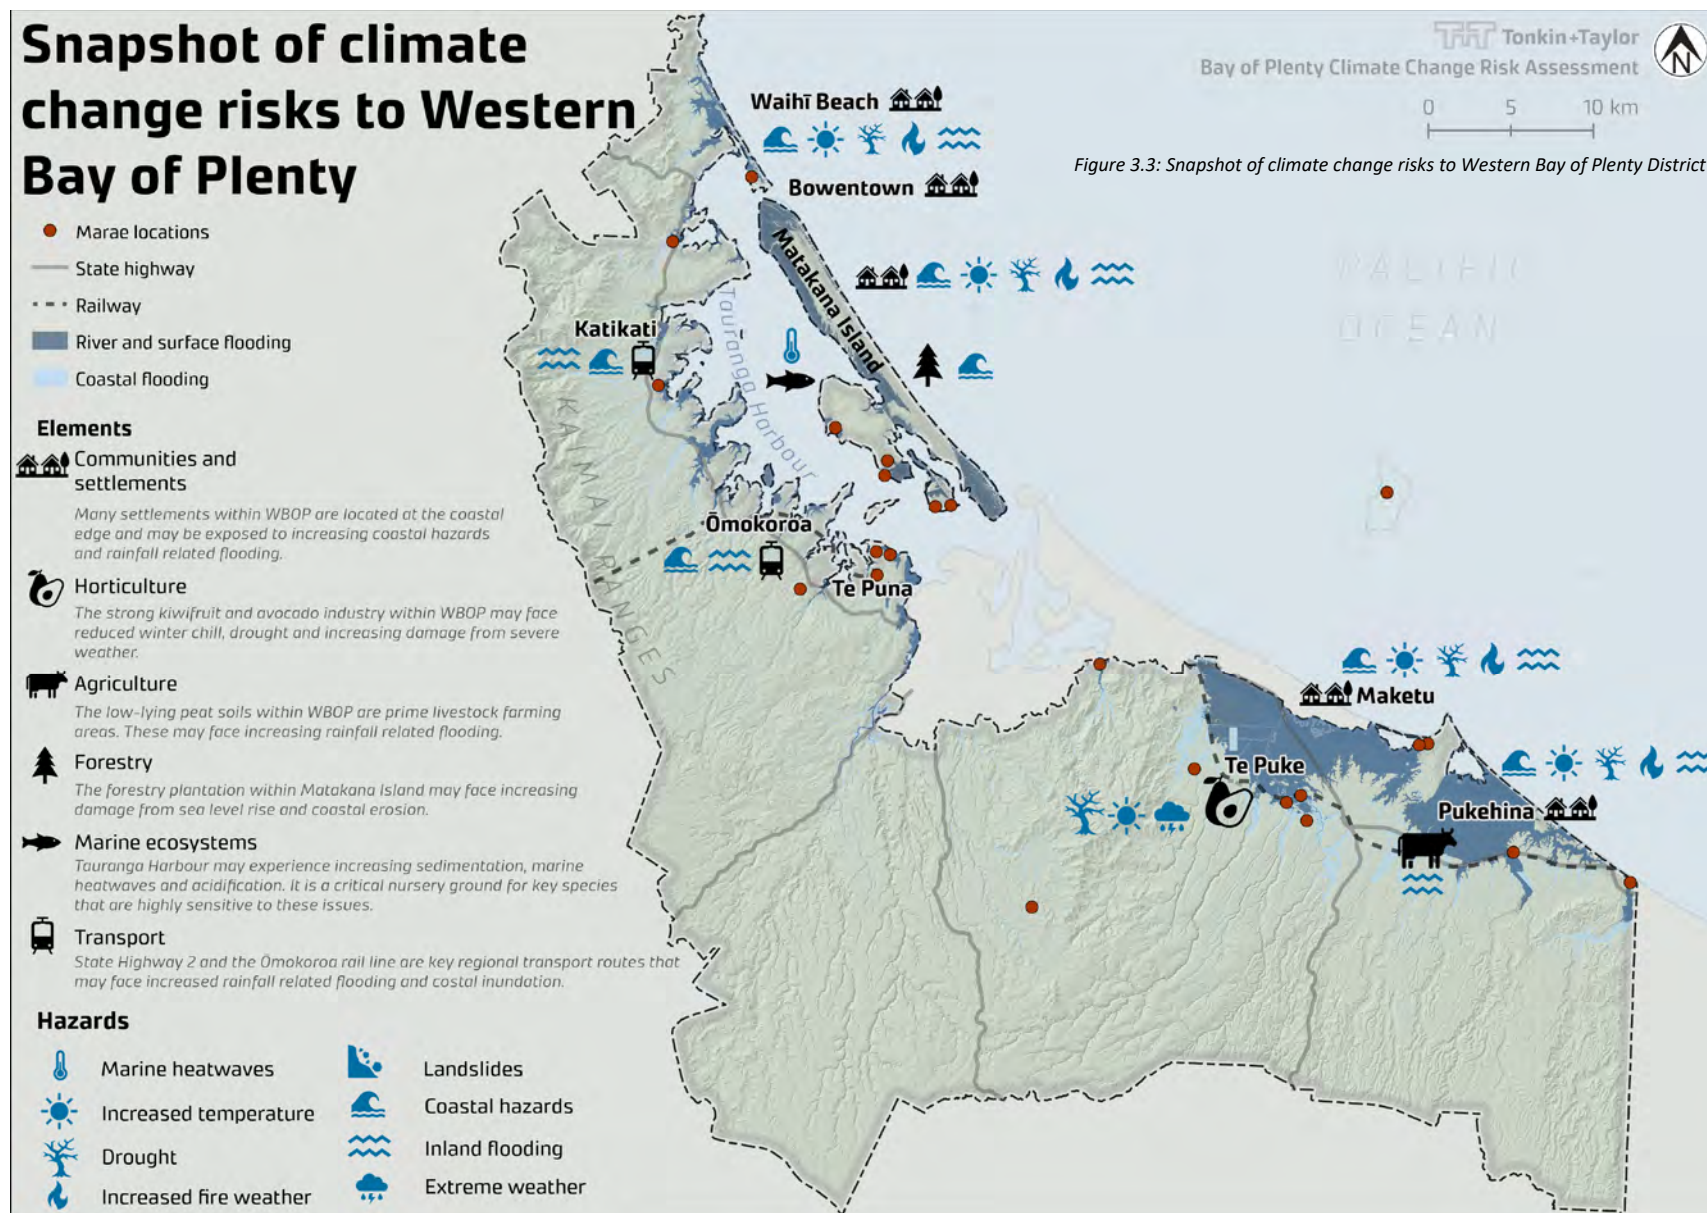 Snapshot of climate
change risks to Western
Bay of Plenty
Tonkin+Taylor
Bay of Plenty Climate Change Risk Assessment
N
0 5 10 km
Figure 3.3: Snapshot of climate change risks to Western Bay of Plenty District
Marae locations
State highway
Railway
River and surface flooding
Coastal flooding
Elements
Communities and
settlements
Many settlements within WBOP are located at the coastal
edge and may be exposed to increasing coastal hazards
and rainfall related flooding.
Horticulture
The strong kiwifruit and avocado industry within WBOP may face
reduced winter chill, drought and increasing damage from severe
weather.
Agriculture
The low-lying peat soils within WBOP are prime livestock farming
areas. These may face increasing rainfall related flooding.
Forestry
The forestry plantation within Matakana Island may face increasing
damage from sea level rise and coastal erosion.
Marine ecosystems
Tauranga Harbour may experience increasing sedimentation, marine
heatwaves and acidification. It is a critical nursery ground for key species
that are highly sensitive to these issues.
Transport
State Highway 2 and the Ōmokoroa rail line are key regional transport routes that
may face increased rainfall related flooding and costal inundation.
Hazards
Marine heatwaves
Increased temperature
Drought
Increased fire weather
Landslides
Coastal hazards
Inland flooding
Extreme weather
Waihī Beach
Bowentown
Matakana Island
PACIFIC
OCEAN
Katikati
Tauranga Harbour
KAIMAI RANGES
Ōmokoroa
Te Puna
Maketu
Te Puke
Pukehina